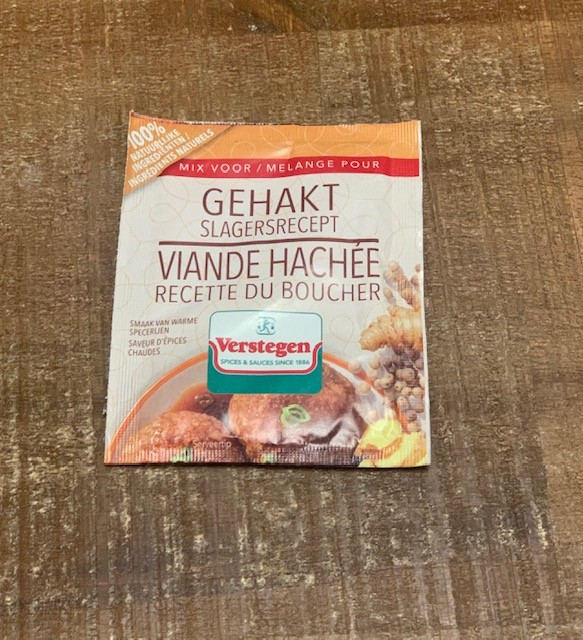 100%
NATUURLIJKE
INGREDIËNTEN /
INGRÉDIENTS NATURELS
MIX VOOR / MELANGE POUR
GEHAKT
SLAGERSRECEPT
VIANDE HACHÉE
RECETTE DU BOUCHER
SMAAK VAN WARME
SPECERIJEN
SAVEUR D'ÉPICES
CHAUDES
Verstegen
SPICES & SAUCES SINCE 1886
Serveertip